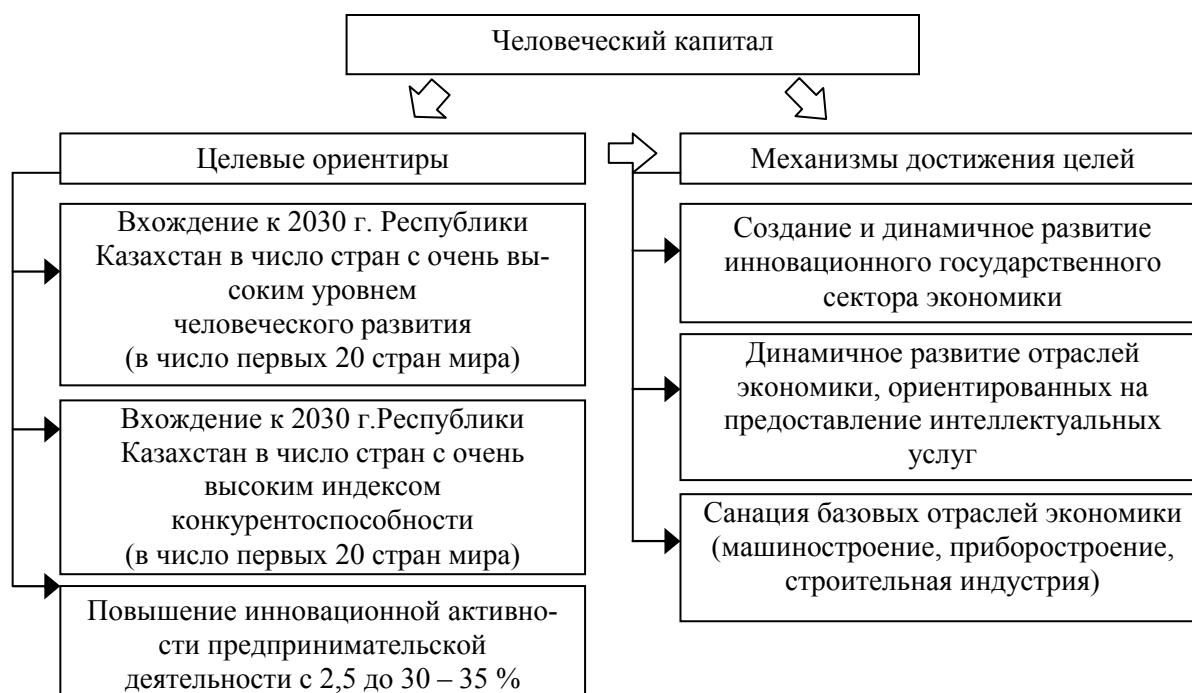 Человеческий капитал
Целевые ориентиры
Вхождение к 2030 г. Республики
Казахстан в число стран с очень вы-
соким уровнем
человеческого развития
(в число первых 20 стран мира)
Вхождение к 2030 г.Республики
Казахстан в число стран с очень
высоким индексом
конкурентоспособности
(в число первых 20 стран мира)
Повышение инновационной активно-
сти предпринимательской
деятельности с 2,5 до 30 – 35 %
Механизмы достижения целей
Создание и динамичное развитие
инновационного государственного
сектора экономики
Динамичное развитие отраслей
экономики, ориентированных на
предоставление интеллектуальных
услуг
Санация базовых отраслей экономики
(машиностроение, приборостроение,
строительная индустрия)